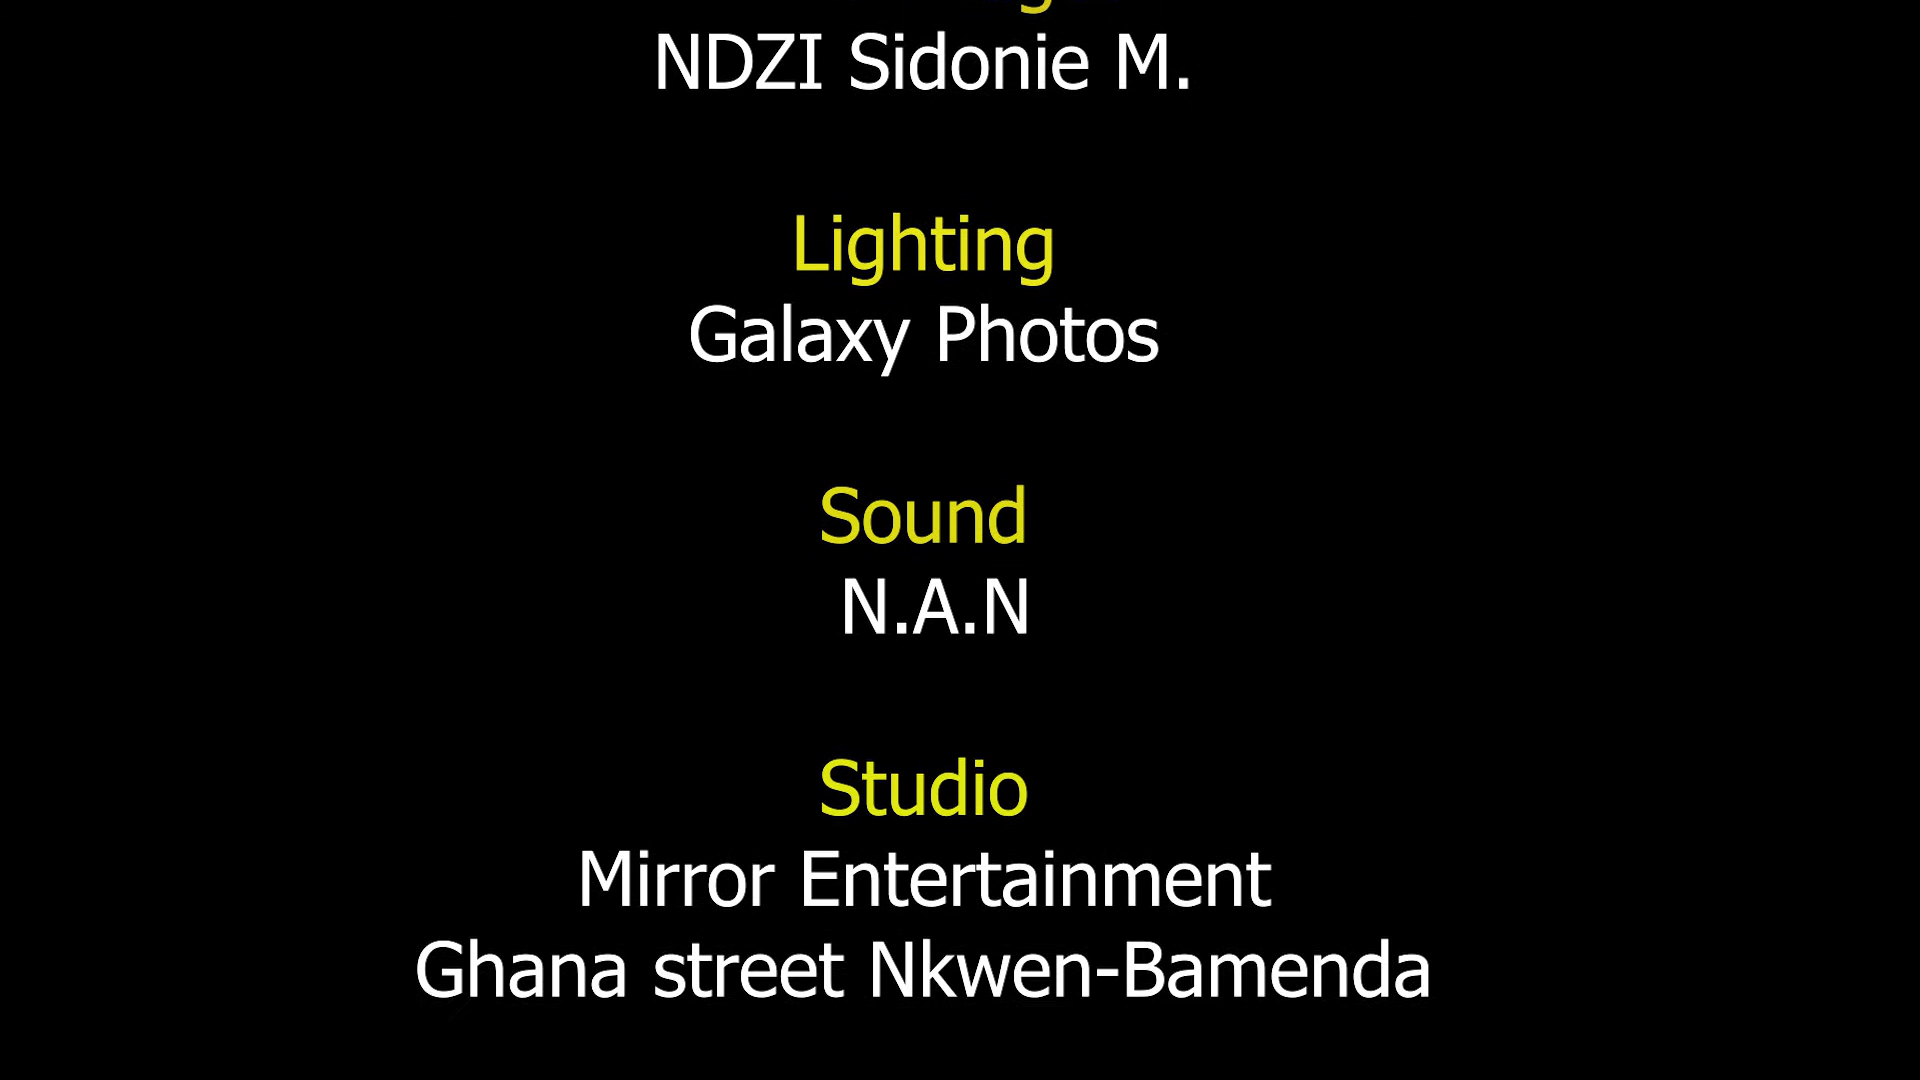 NDZI Sidonie M.
Lighting
Galaxy Photos
Sound
N.A.N
Studio
Mirror Entertainment
Ghana street Nkwen-Bamenda